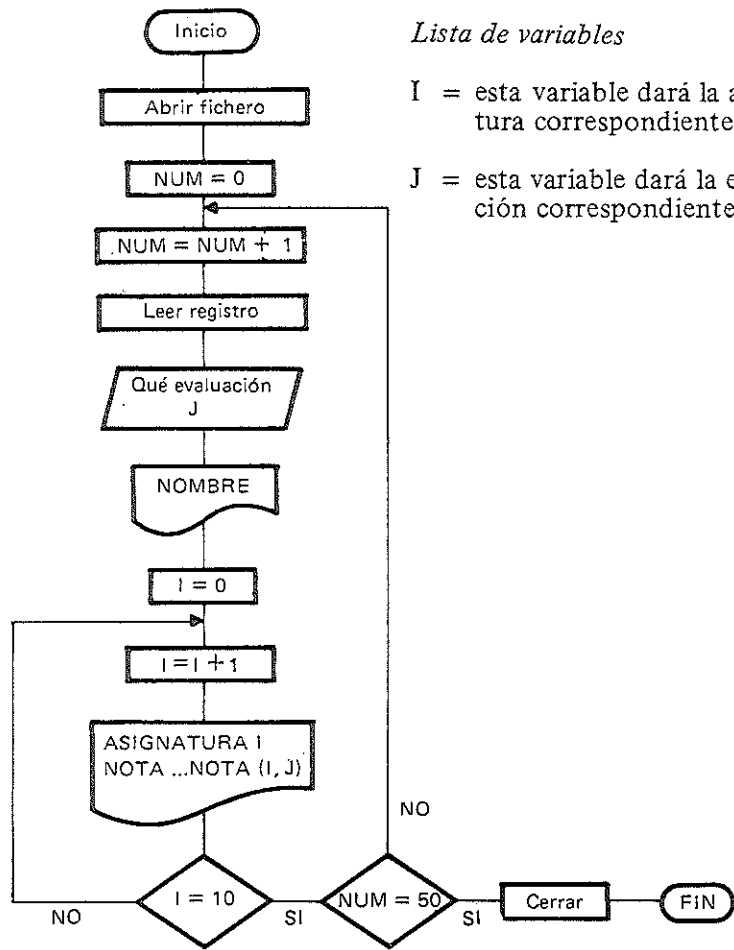 Inicio
Lista de variables
Abrir fichero
I = esta variable dará la a
tura correspondiente
NUM = 0
J = esta variable dará la e
ción correspondiente
NUM = NUM + 1
Leer registro
Qué evaluación
J
NOMBRE
I = 0
I = I + 1
ASIGNATURA I
NOTA ...NOTA (I, J)
NO
I = 10
NUM = 50
Cerrar
FIN
NO
SI
SI